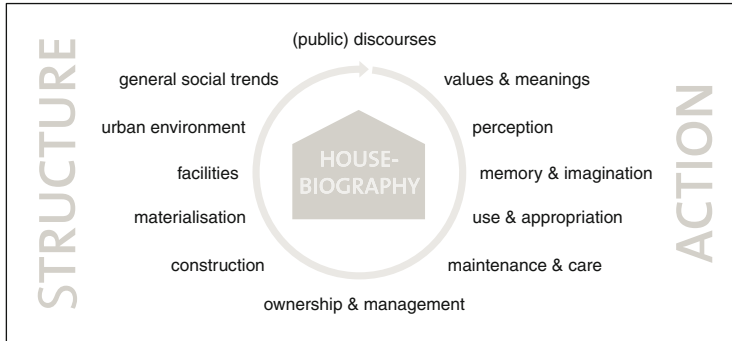 (public) discourses
STRUCTURE
general social trends
urban environment
facilities
materialisation
construction
ownership & management
HOUSE-
BIOGRAPHY
values & meanings
perception
memory & imagination
use & appropriation
maintenance & care
ACTION